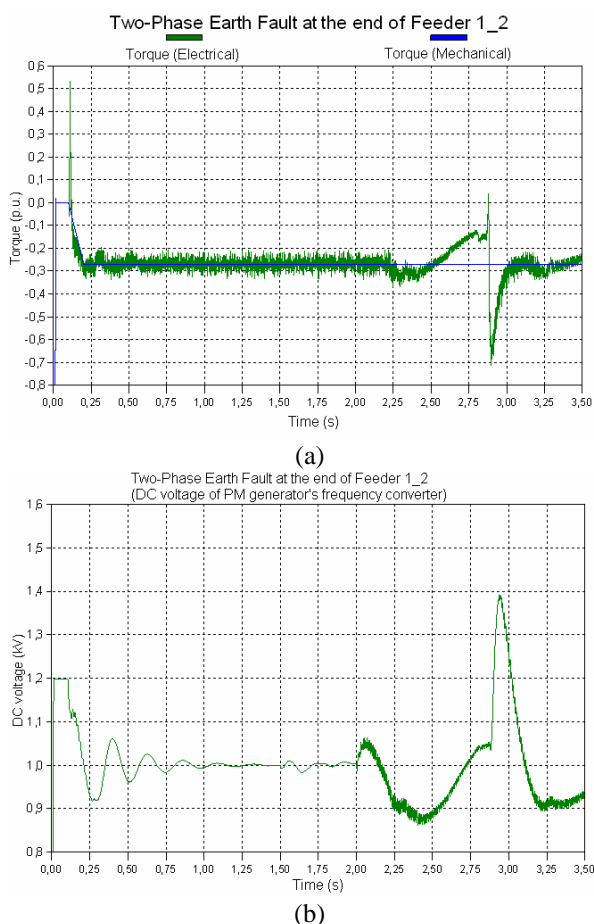 Two-Phase Earth Fault at the end of Feeder 1_2
Torque (Electrical) Torque (Mechanical)
0,6
0,5
0,4
0,3
0,2
0,1
0,0
-0,1
-0,2
-0,3
-0,4
-0,5
-0,6
-0,7
-0,8
Torque (p.u.)
0,00 0,25 0,50 0,75 1,00 1,25 1,50 1,75 2,00 2,25 2,50 2,75 3,00 3,25 3,50
Time (s)
(a)
Two-Phase Earth Fault at the end of Feeder 1_2
(DC voltage of PM generator's frequency converter)
1,6
1,5
1,4
1,3
1,2
1,1
1,0
0,9
0,8
DC voltage (kV)
0,00 0,25 0,50 0,75 1,00 1,25 1,50 1,75 2,00 2,25 2,50 2,75 3,00 3,25 3,50
Time (s)
(b)